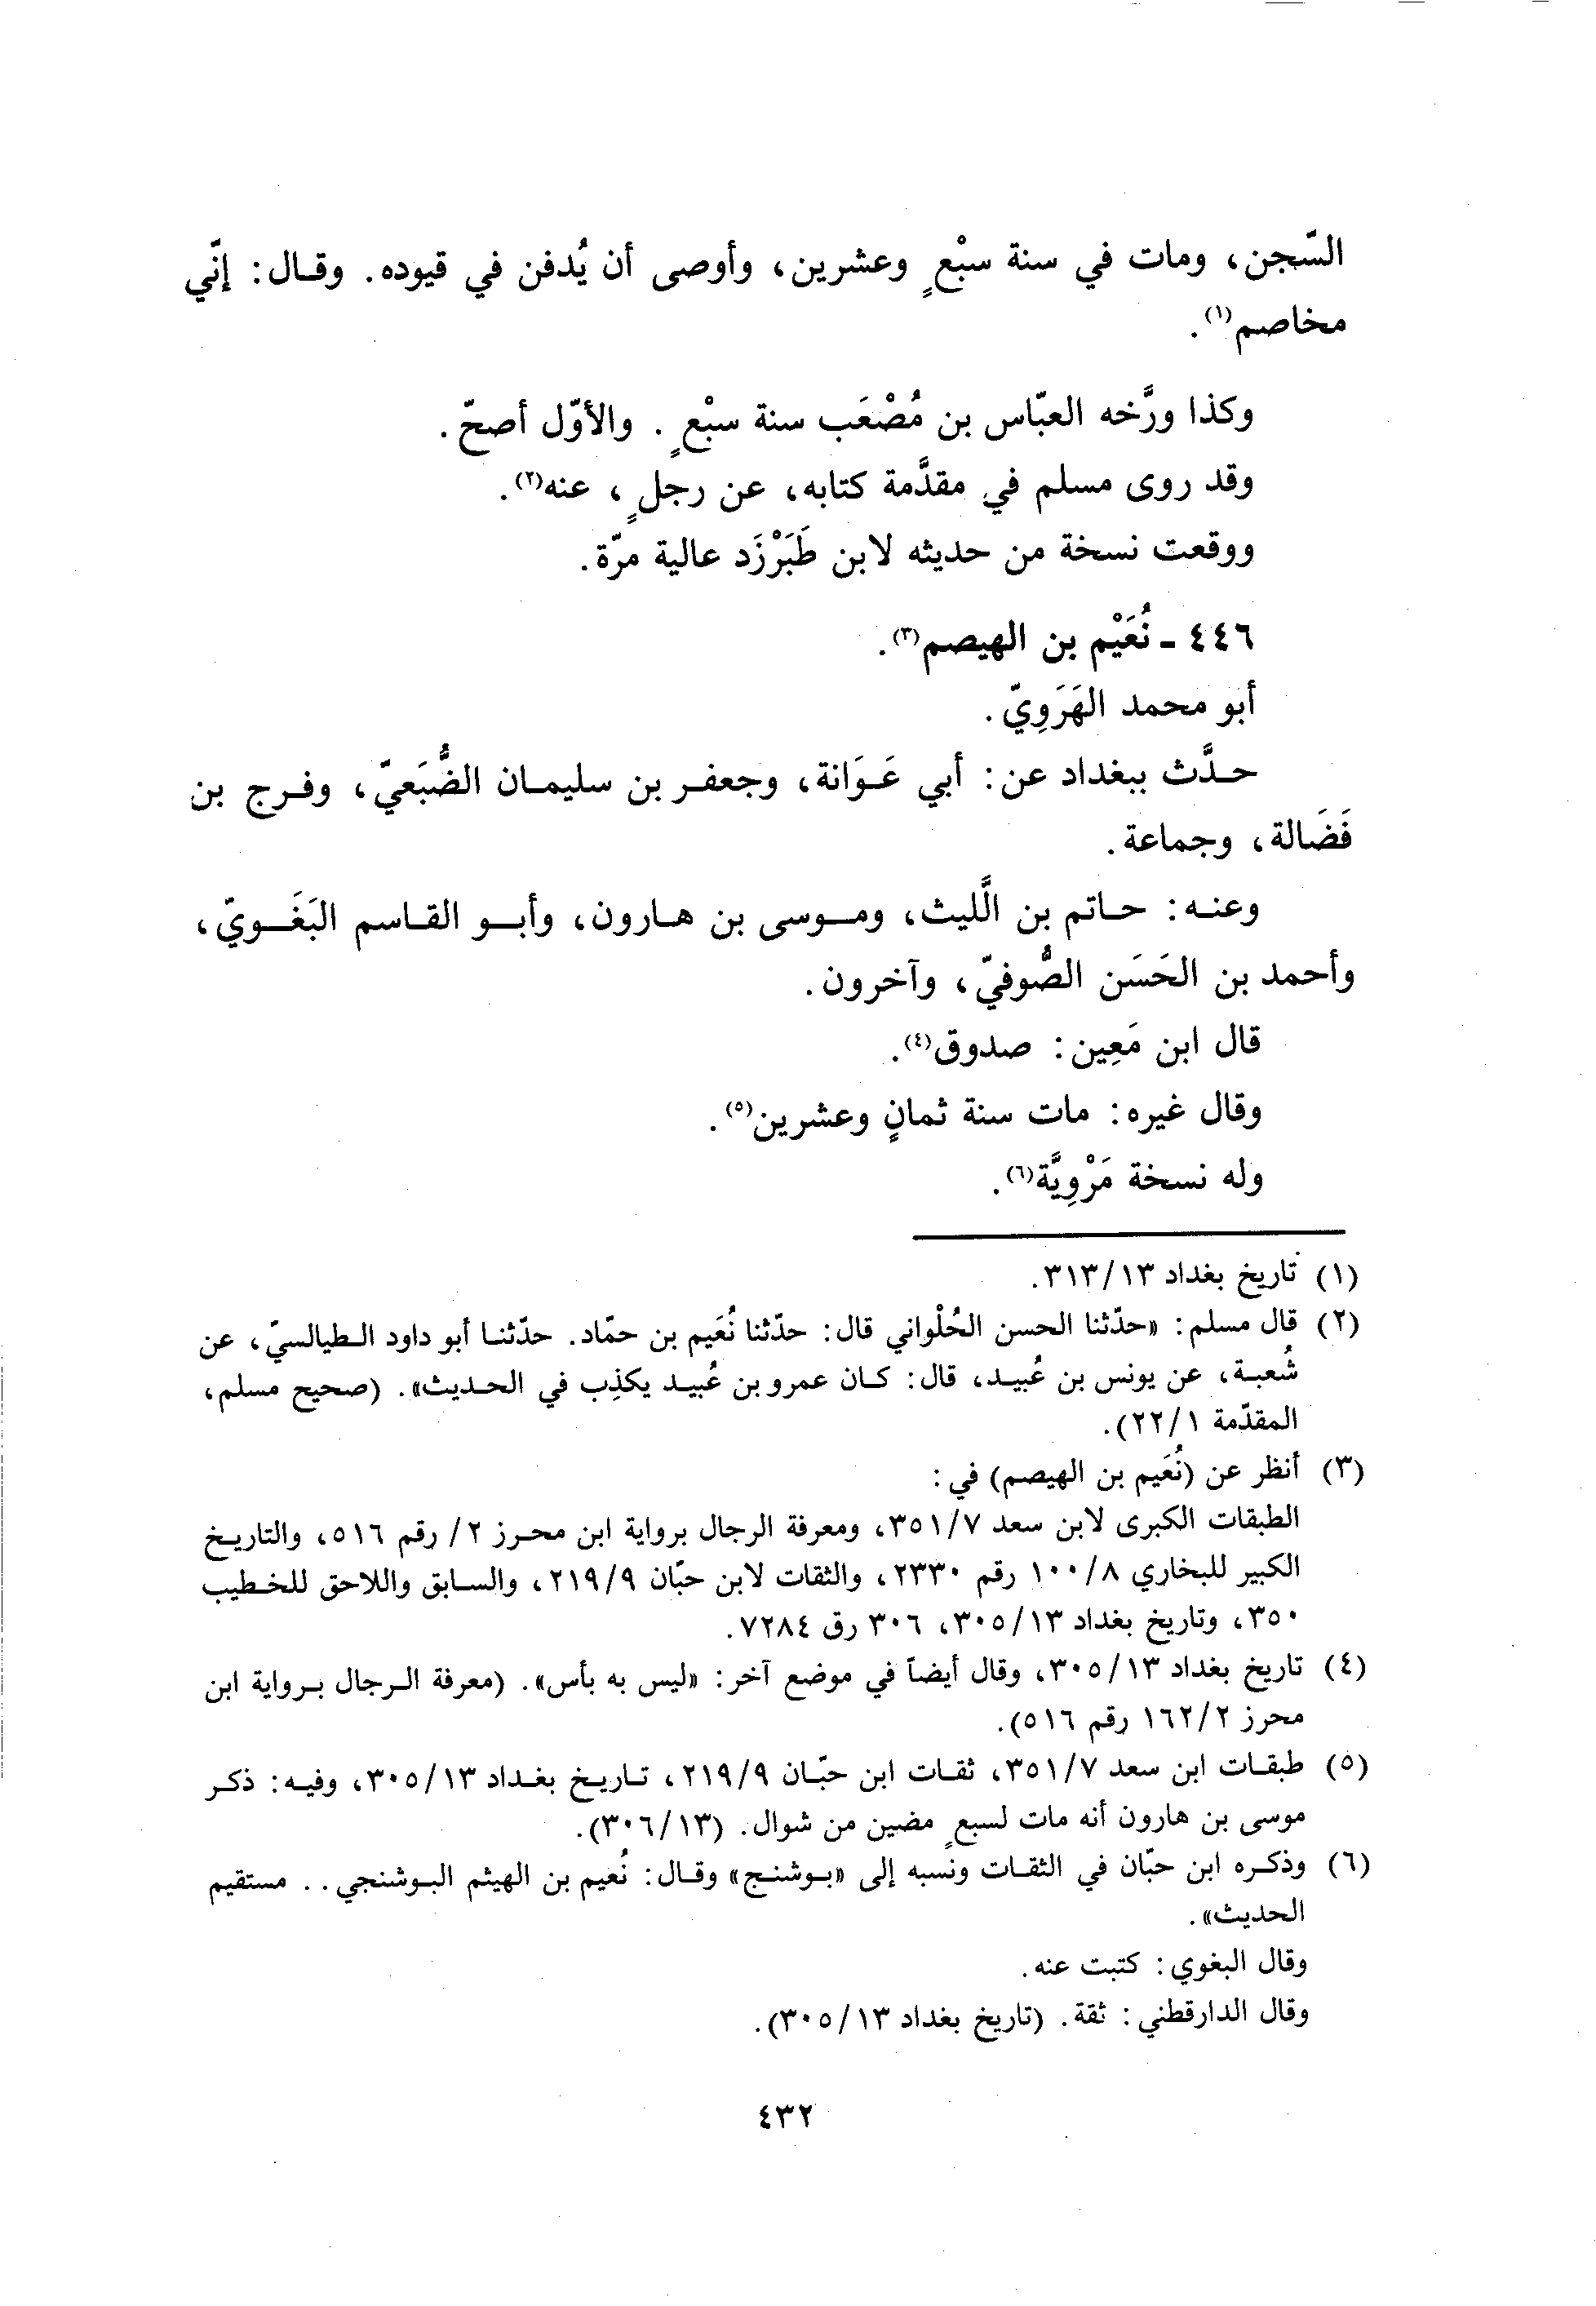 السّجن، ومات في سنة سبْعٍ وعشرين، وأوصى أن يُدفن في قيوده. وقال: إنّي
مخاصم(١).
وكذا ورَّخه العبّاس بن مُصْعَب سنة سبْعٍ. والأوّل أصحّ.
وقد روى مسلم في مقدَّمة كتابه، عن رجلٍ، عنه(٢).
ووقعت نسخة من حديثه لابن طَبَرْزَد عالية مرّة.
٤٤٦ ـ نُعَيْم بن الهيصم(٣).
أبو محمد الهَرَوِيّ.
حدَّث ببغداد عن: أبي عَوَانة، وجعفر بن سليمان الضُّبَعيّ، وفرج بن
فَضَالة، وجماعة.
وعنه: حاتم بن الَّليث، وموسى بن هارون، وأبو القاسم البَغَويّ،
وأحمد بن الحَسَن الصُّوفيّ، وآخرون.
قال ابن مَعِين: صدوق(٤).
وقال غيره: مات سنة ثمانٍ وعشرين(٥).
وله نسخة مَرْوِيَّة(٦).
(١) تاريخ بغداد ٣١٣/١٣.
(٢) قال مسلم: «حدّثنا الحسن الحُلْواني قال: حدّثنا نُعَيم بن حمّاد. حدّثنا أبو داود الطيالسيّ، عن
شُعبة، عن يونس بن عُبيد، قال: كان عمرو بن عُبيد يكذِب في الحديث». (صحيح مسلم،
المقدّمة ٢٢/١).
(٣) أنظر عن (نُعَيم بن الهيصم) في:
الطبقات الكبرى لابن سعد ٣٥١/٧، ومعرفة الرجال برواية ابن محرز ٢/ رقم ٥١٦، والتاريخ
الكبير للبخاري ١٠٠/٨ رقم ٢٣٣٠، والثقات لابن حبّان ٢١٩/٩، والسابق واللاحق للخطيب
٣٥٠، وتاريخ بغداد ٣٠٥/١٣، ٣٠٦ رق ٧٢٨٤.
(٤) تاريخ بغداد ٣٠٥/١٣، وقال أيضاً في موضع آخر: «ليس به بأس». (معرفة الرجال برواية ابن
محرز ١٦٢/٢ رقم ٥١٦).
(٥) طبقات ابن سعد ٣٥١/٧، ثقات ابن حبّان ٢١٩/٩، تاريخ بغداد ٣٠٥/١٣، وفيه: ذكر
موسى بن هارون أنه مات لسبعٍ مضين من شوال. (٣٠٦/١٣).
(٦) وذكره ابن حبّان في الثقات ونسبه إلى «بوشنج» وقال: نُعيم بن الهيثم البوشنجي.. مستقيم
الحديث».
وقال البغوي: كتبت عنه.
وقال الدارقطني: ثقة. (تاريخ بغداد ٣٠٥/١٣).
٤٣٢